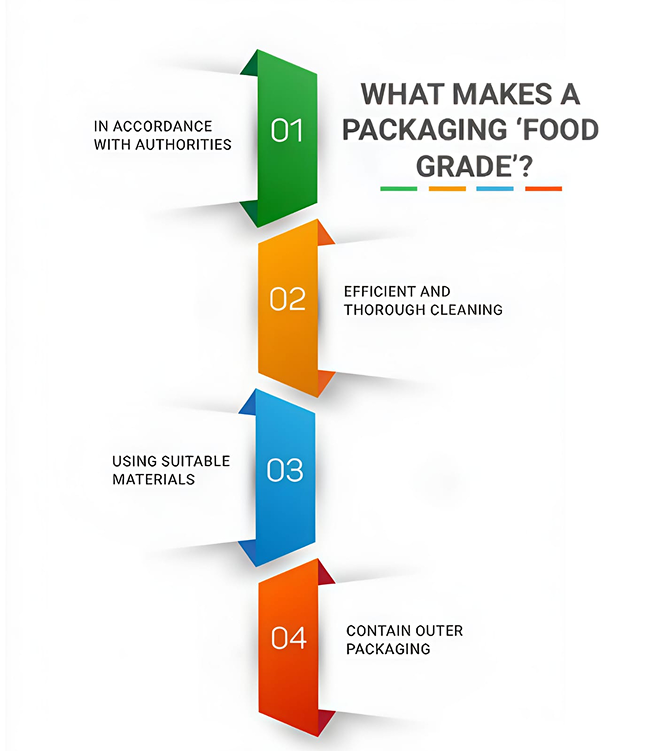 WHAT MAKES A
PACKAGING ‘FOOD
GRADE’?
01
IN ACCORDANCE
WITH AUTHORITIES
02
EFFICIENT AND
THOROUGH CLEANING
03
USING SUITABLE
MATERIALS
04
CONTAIN OUTER
PACKAGING